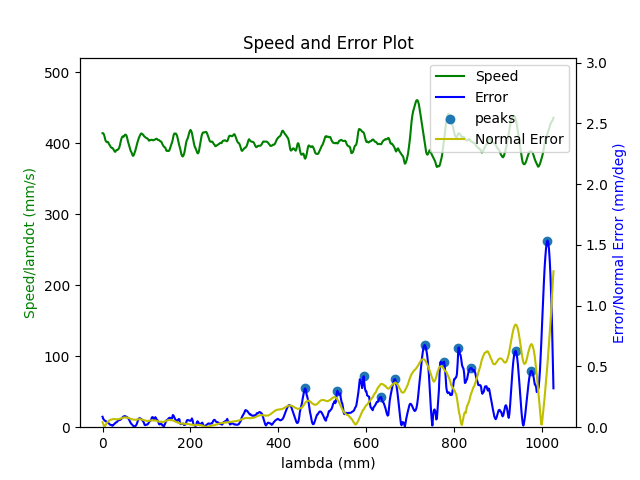 Speed and Error Plot
Speed
Error
peaks
Normal Error
500
400
300
200
100
0
Speed/lamdot (mm/s)
3.0
2.5
2.0
1.5
1.0
0.5
0.0
Error/Normal Error (mm/deg)
0 200 400 600 800 1000
lambda (mm)